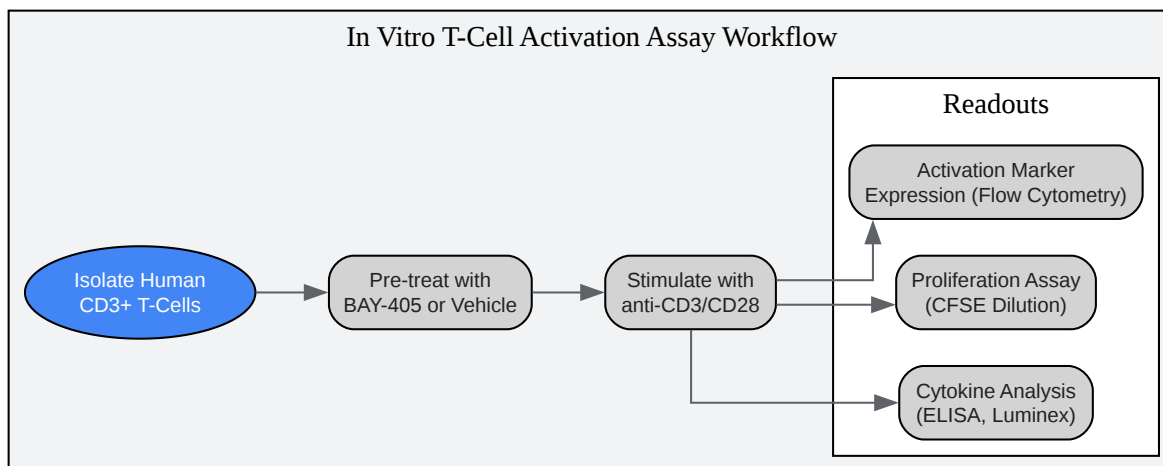 In Vitro T-Cell Activation Assay Workflow
Readouts
Activation Marker
Expression (Flow Cytometry)
Isolate Human
CD3+ T-Cells
Pre-treat with
BAY-405 or Vehicle
Stimulate with
anti-CD3/CD28
Proliferation Assay
(CFSE Dilution)
Cytokine Analysis
(ELISA, Luminex)